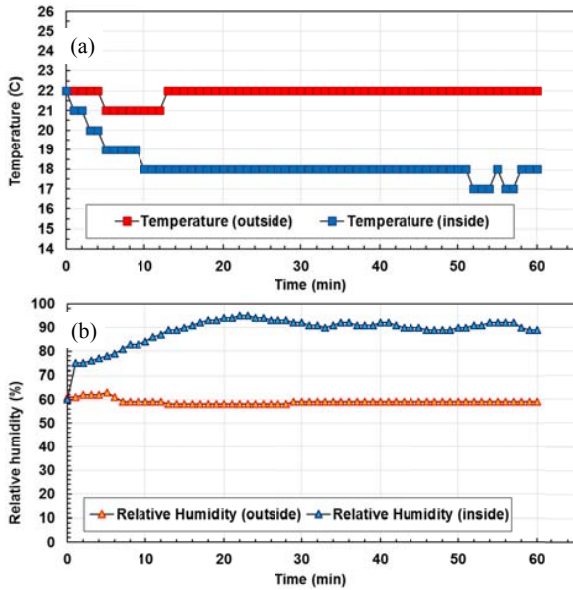 26
25
24
23
22
21
20
19
18
17
16
15
14
Temperature (C)
(a)
Temperature (outside) Temperature (inside)
0 10 20 30 40 50 60
Time (min)
100
90
80
70
60
50
40
30
20
10
0
Relative humidity (%)
(b)
Relative Humidity (outside) Relative Humidity (inside)
0 10 20 30 40 50 60
Time (min)